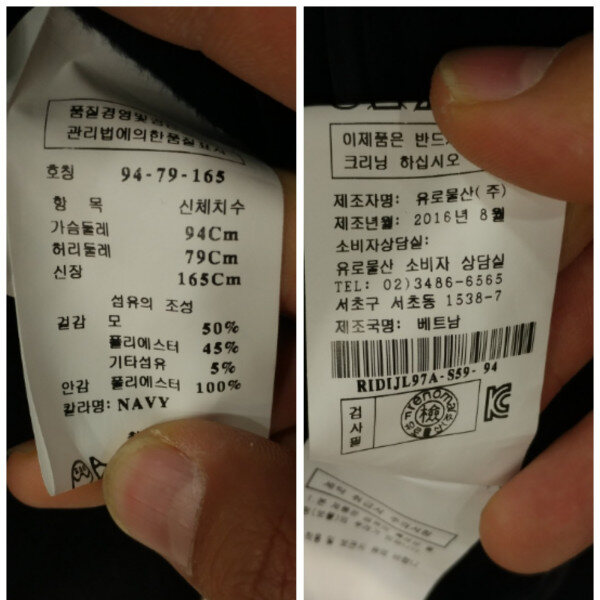 품질경영및
관리법에의한품질표시
호칭 94-79-165
항 목 신체치수
가슴둘레 94Cm
허리둘레 79Cm
신장 165Cm
섬유의 조성
겉감 모 50%
폴리에스터 45%
기타섬유 5%
안감 폴리에스터 100%
칼라명: NAVY
이제품은 반드
크리닝 하십시오
제조자명: 유로물산(주)
제조년월: 2016년 8월
소비자상담실:
유로물산 소비자 상담실
TEL: 02)3486-6565
서초구 서초동 1538-7
제조국명: 베트남
RIDIJL97A-S59- 94
검사필
renoma
檢